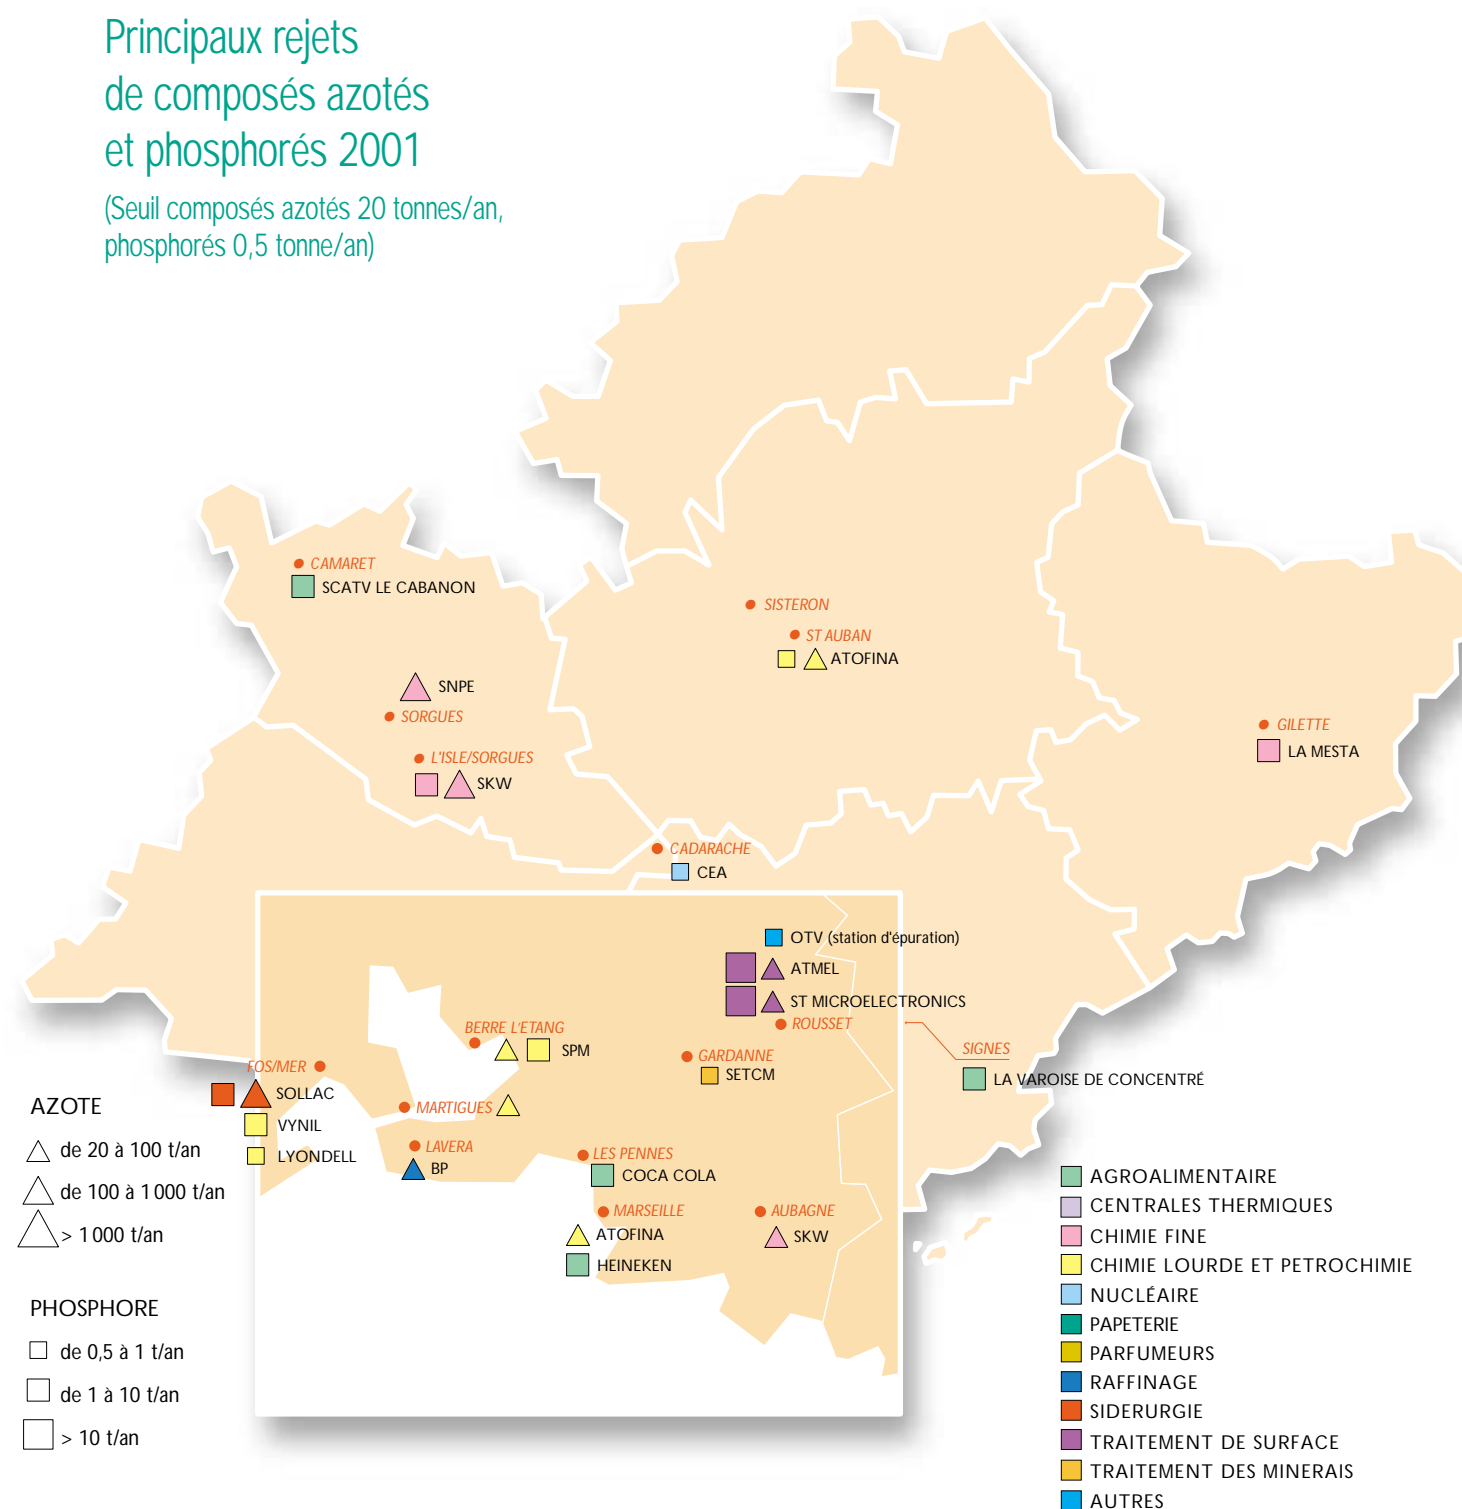 Principaux rejets
de composés azotés
et phosphorés 2001
(Seuil composés azotés 20 tonnes/an,
phosphorés 0,5 tonne/an)
CAMARET
SCATV LE CABANON
SISTERON
ST AUBAN
ATOFINA
SNPE
SORGUES
L'ISLE/SORGUES
SKW
GILETTE
LA MESTA
CADARACHE
CEA
OTV (station d'épuration)
ATMEL
ST MICROELECTRONICS
ROUSSET
BERRE L'ETANG
SPM
GARDANNE
SETCM
SIGNES
LA VAROISE DE CONCENTRÉ
FOS/MER
SOLLAC
VYNIL
LYONDELL
MARTIGUES
LAVERA
BP
LES PENNES
COCA COLA
MARSEILLE
ATOFINA
HEINEKEN
AUBAGNE
SKW
AZOTE
de 20 à 100 t/an
de 100 à 1 000 t/an
> 1 000 t/an
PHOSPHORE
de 0,5 à 1 t/an
de 1 à 10 t/an
> 10 t/an
AGROALIMENTAIRE
CENTRALES THERMIQUES
CHIMIE FINE
CHIMIE LOURDE ET PETROCHIMIE
NUCLÉAIRE
PAPETERIE
PARFUMEURS
RAFFINAGE
SIDERURGIE
TRAITEMENT DE SURFACE
TRAITEMENT DES MINERAIS
AUTRES